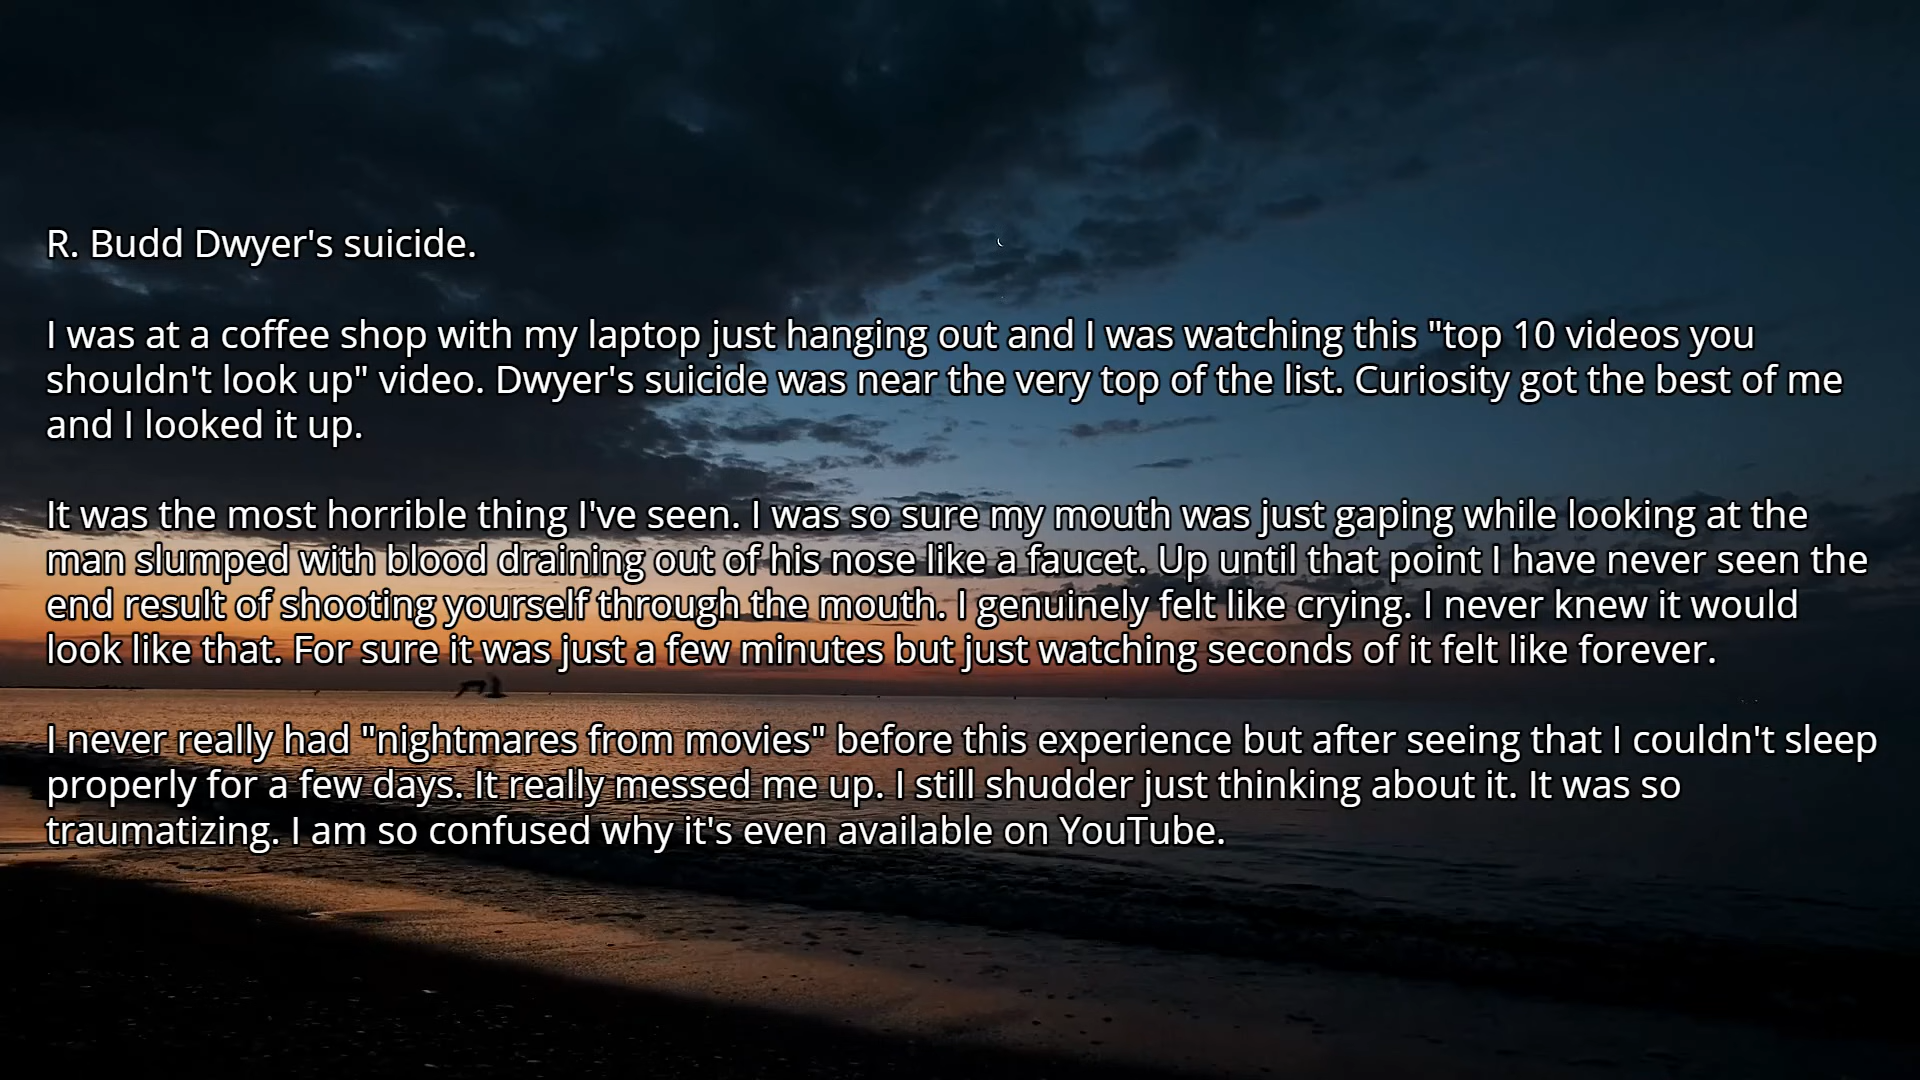 R. Budd Dwyer's suicide.
I was at a coffee shop with my laptop just hanging out and I was watching this "top 10 videos you
shouldn't look up" video. Dwyer's suicide was near the very top of the list. Curiosity got the best of me
and I looked it up.
It was the most horrible thing I've seen. I was so sure my mouth was just gaping while looking at the
man slumped with blood draining out of his nose like a faucet. Up until that point I have never seen the
end result of shooting yourself through the mouth. I genuinely felt like crying. I never knew it would
look like that. For sure it was just a few minutes but just watching seconds of it felt like forever.
I never really had "nightmares from movies" before this experience but after seeing that I couldn't sleep
properly for a few days. It really messed me up. I still shudder just thinking about it. It was so
traumatizing. I am so confused why it's even available on YouTube.